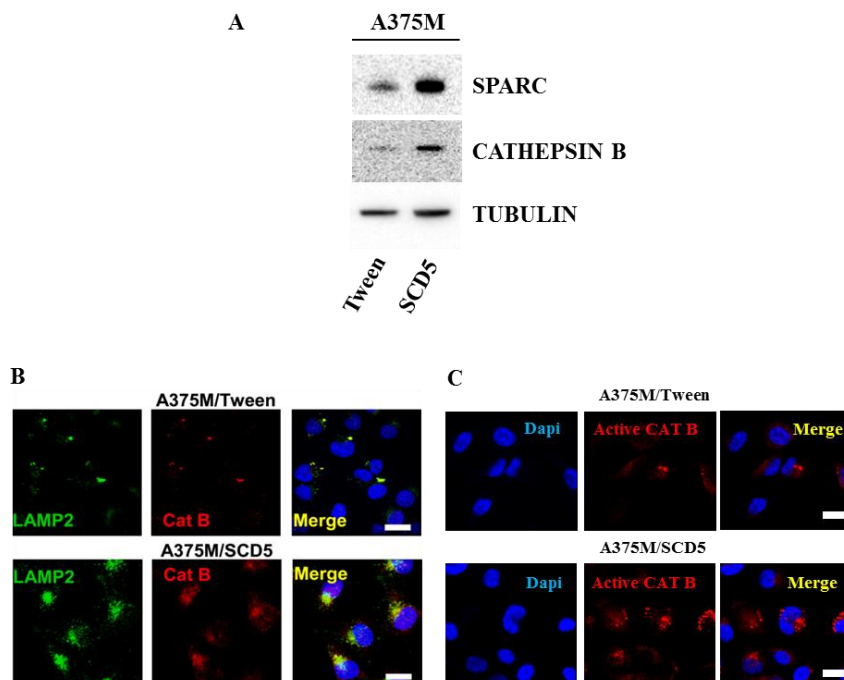 A
A375M
SPARC
CATHEPSIN B
TUBULIN
Tween
SCD5
B
A375M/Tween
LAMP2
Cat B
Merge
A375M/SCD5
LAMP2
Cat B
Merge
C
A375M/Tween
Dapi
Active CAT B
Merge
A375M/SCD5
Dapi
Active CAT B
Merge